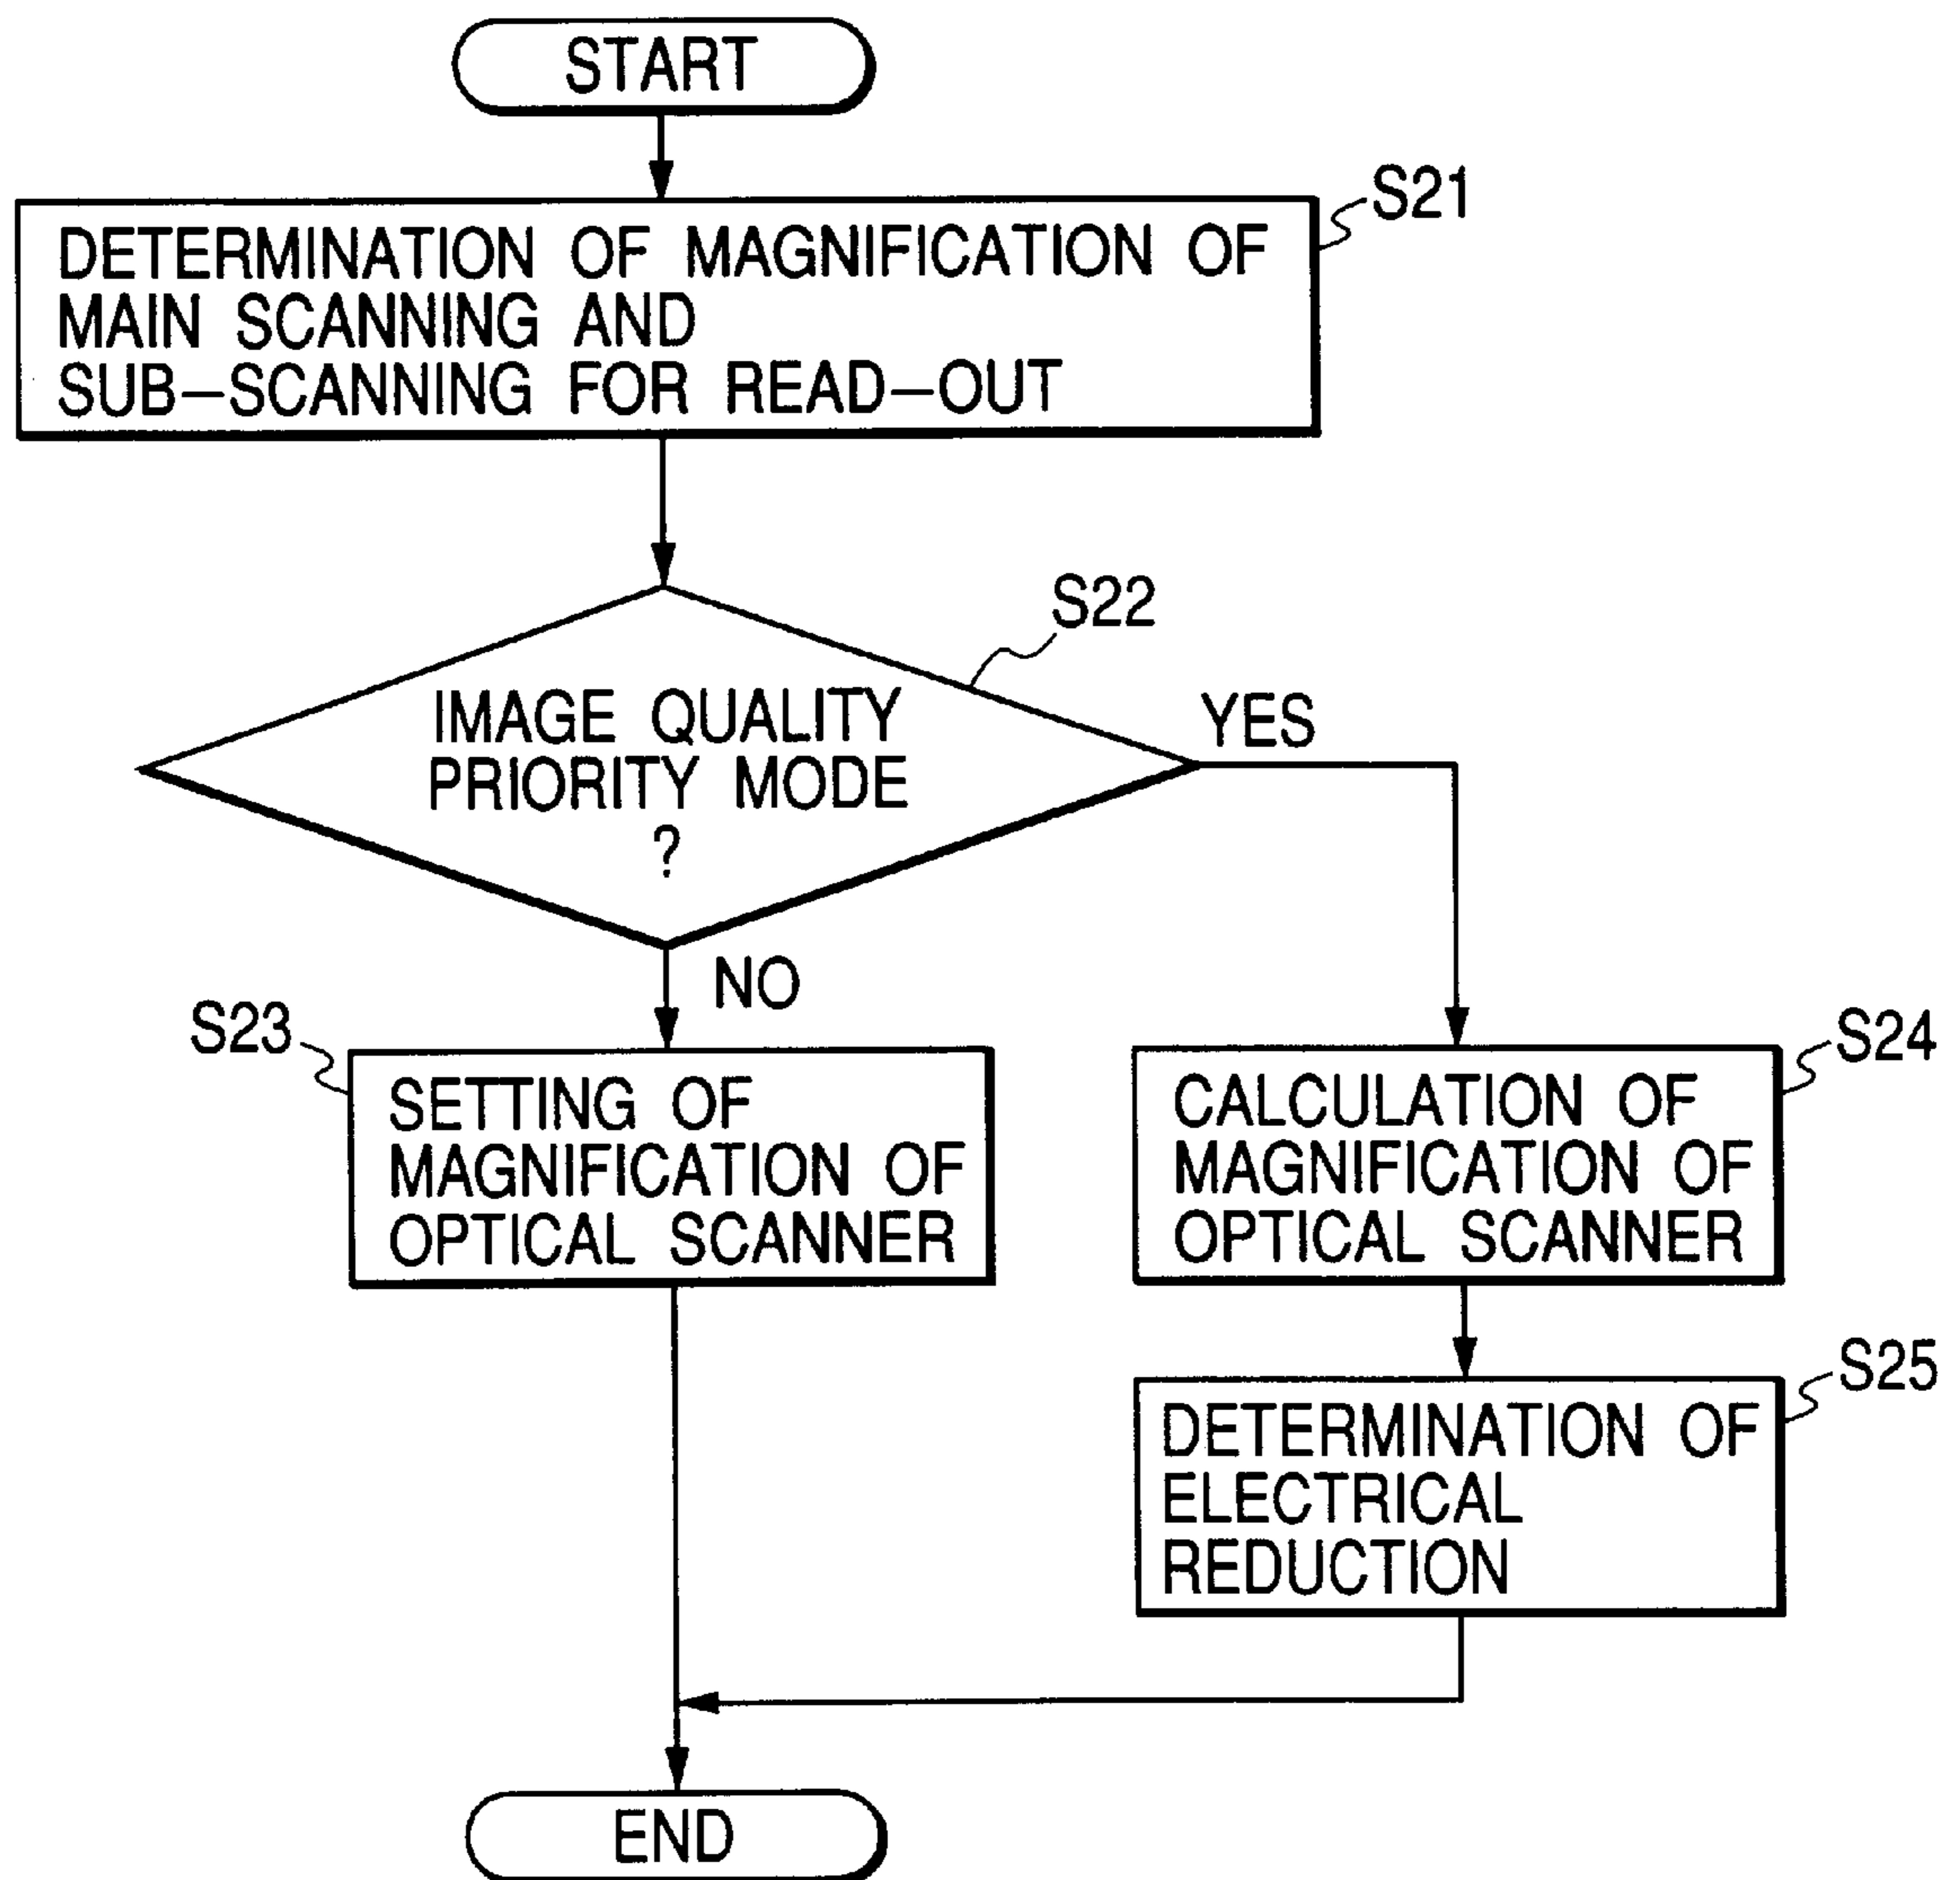 START
S21
DETERMINATION OF MAGNIFICATION OF
MAIN SCANNING AND
SUB-SCANNING FOR READ-OUT
S22
IMAGE QUALITY
PRIORITY MODE
?
YES
NO
S23
SETTING OF
MAGNIFICATION OF
OPTICAL SCANNER
S24
CALCULATION OF
MAGNIFICATION OF
OPTICAL SCANNER
S25
DETERMINATION OF
ELECTRICAL
REDUCTION
END